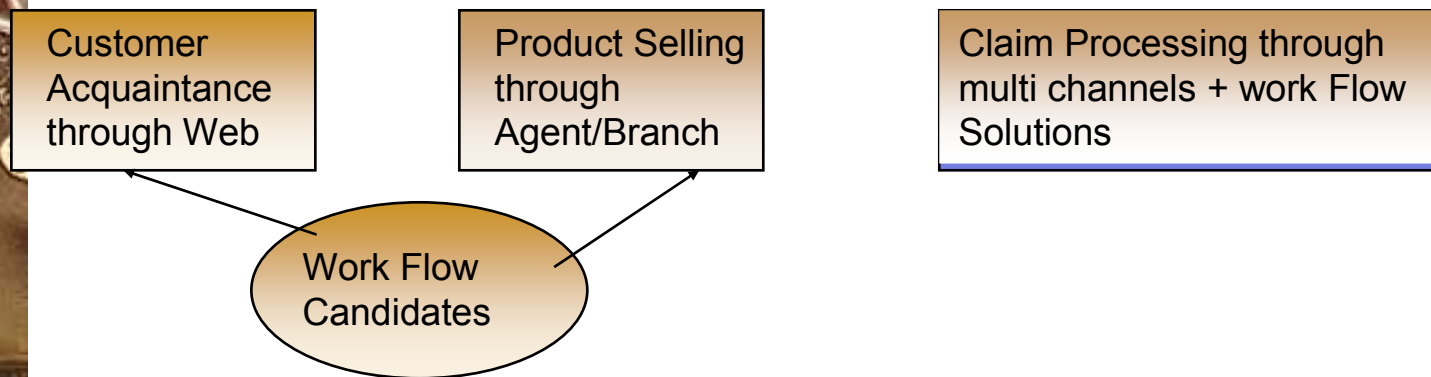 Customer
Acquaintance
through Web
Product Selling
through
Agent/Branch
Claim Processing through
multi channels + work Flow
Solutions
Work Flow
Candidates